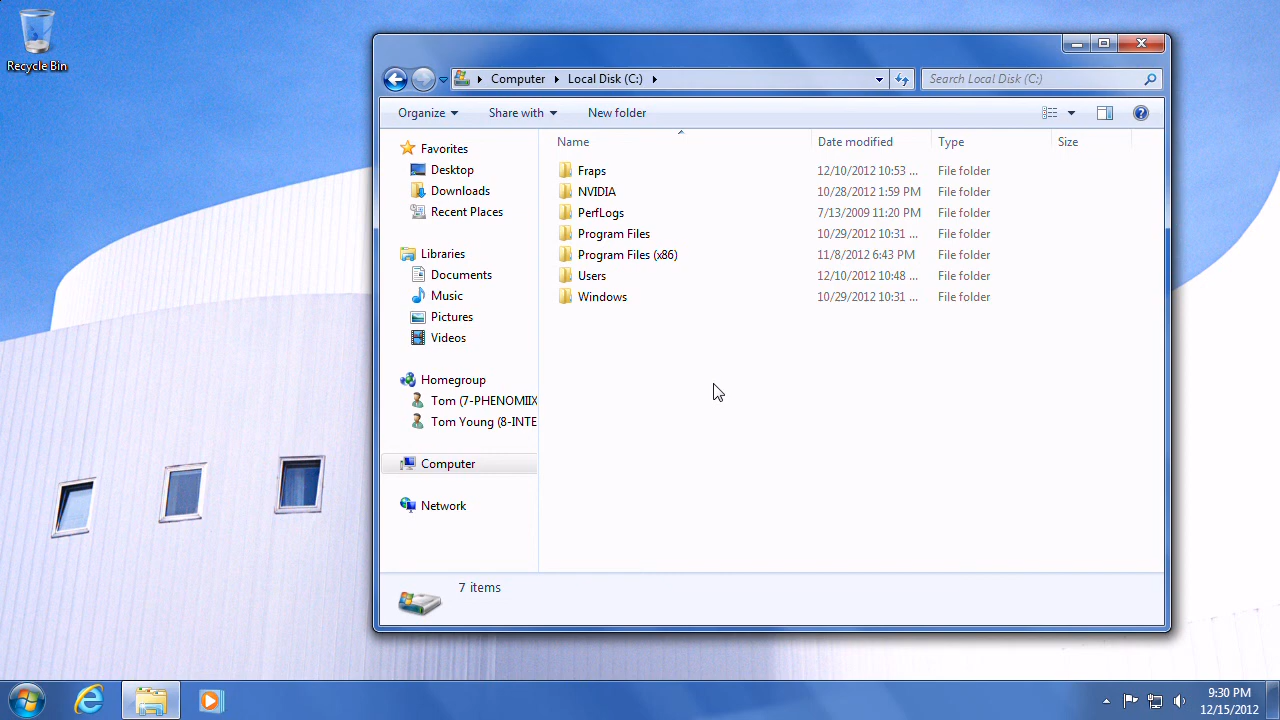 Recycle Bin
Computer Local Disk (C:)
Search Local Disk (C:)
Organize Share with New folder
Name Date modified Type Size
Favorites
Desktop
Downloads
Recent Places
Libraries
Documents
Music
Pictures
Videos
Homegroup
Tom (7-PHENOMIIX
Tom Young (8-INTE
Computer
Network
Fraps 12/10/2012 10:53 ... File folder
NVIDIA 10/28/2012 1:59 PM File folder
PerfLogs 7/13/2009 11:20 PM File folder
Program Files 10/29/2012 10:31 ... File folder
Program Files (x86) 11/8/2012 6:43 PM File folder
Users 12/10/2012 10:48 ... File folder
Windows 10/29/2012 10:31 ... File folder
7 items
9:30 PM
12/15/2012